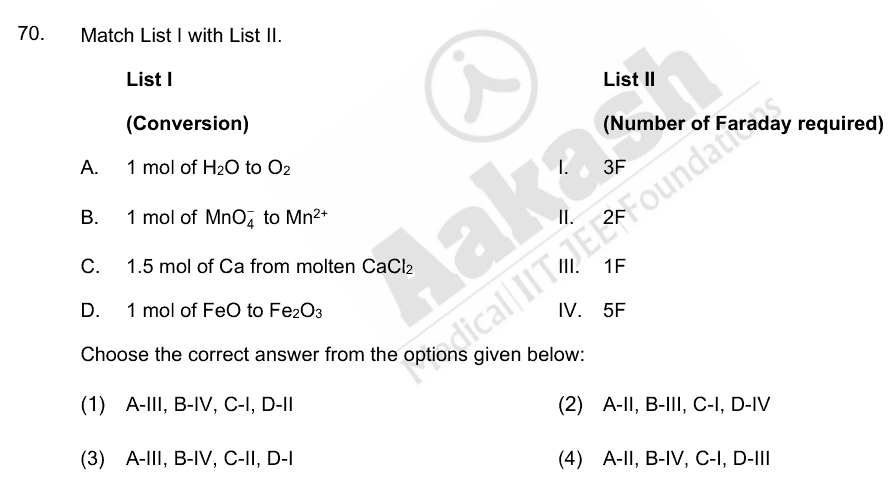 70. Match List I with List II.
List I List II
(Conversion) (Number of Faraday required)
A. 1 mol of H₂O to O₂ I. 3F
B. 1 mol of MnO₄⁻ to Mn²⁺ II. 2F
C. 1.5 mol of Ca from molten CaCl₂ III. 1F
D. 1 mol of FeO to Fe₂O₃ IV. 5F
Choose the correct answer from the options given below:
(1) A-III, B-IV, C-I, D-II (2) A-II, B-III, C-I, D-IV
(3) A-III, B-IV, C-II, D-I (4) A-II, B-IV, C-I, D-III
Aakash
Medical|IIT-JEE|Foundations